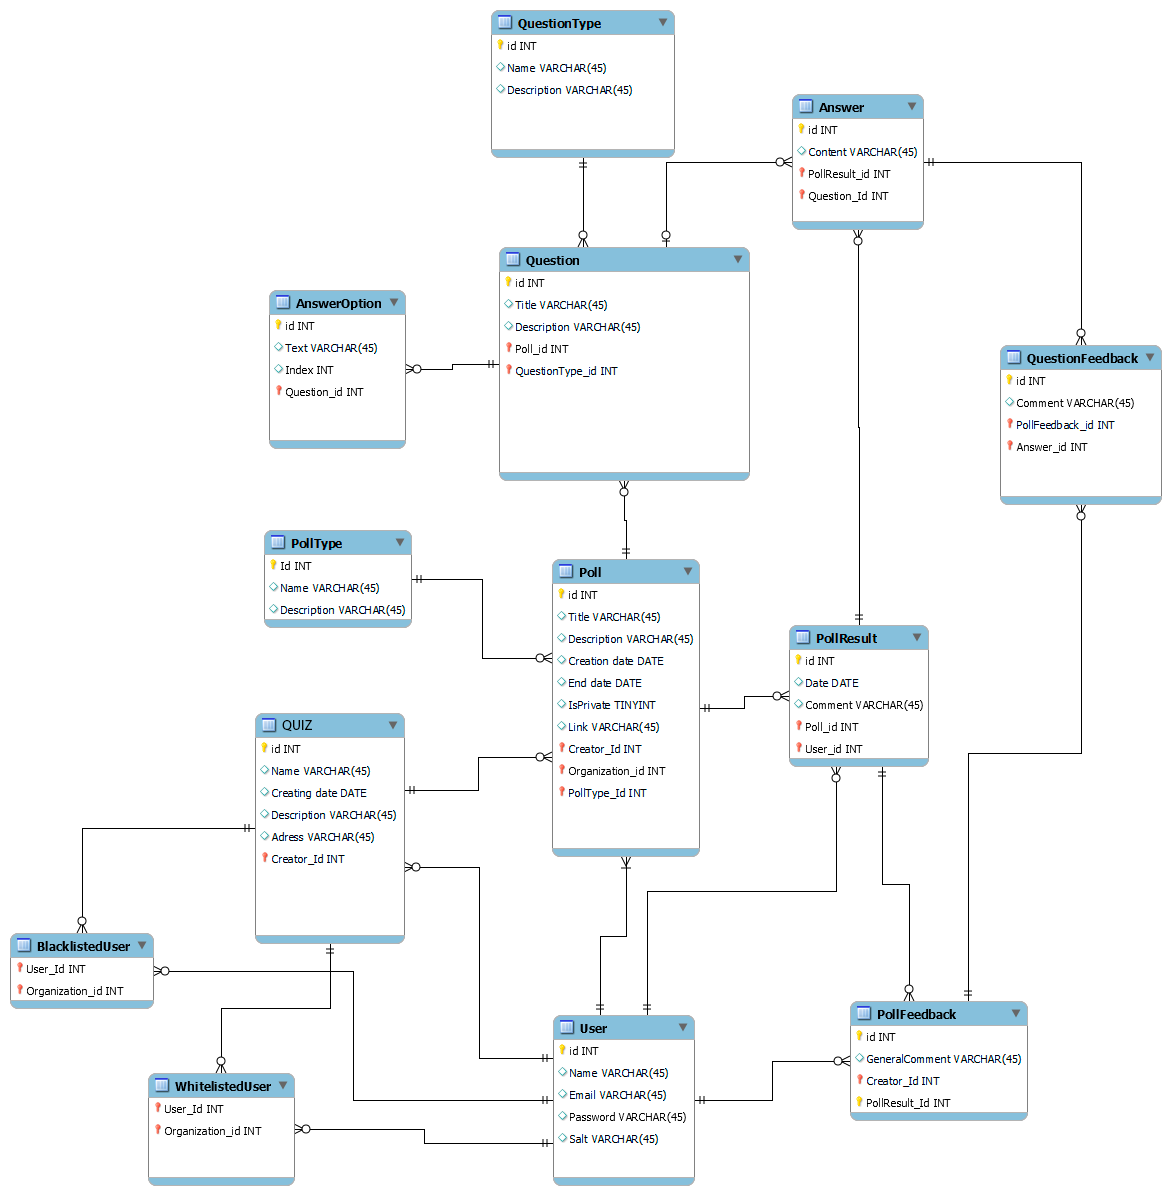 QuestionType
id INT
Name VARCHAR(45)
Description VARCHAR(45)
Answer
id INT
Content VARCHAR(45)
PollResult_id INT
Question_Id INT
Question
id INT
Title VARCHAR(45)
Description VARCHAR(45)
Poll_id INT
QuestionType_id INT
AnswerOption
id INT
Text VARCHAR(45)
Index INT
Question_id INT
QuestionFeedback
id INT
Comment VARCHAR(45)
PollFeedback_id INT
Answer_id INT
PollType
Id INT
Name VARCHAR(45)
Description VARCHAR(45)
Poll
id INT
Title VARCHAR(45)
Description VARCHAR(45)
Creation date DATE
End date DATE
IsPrivate TINYINT
Link VARCHAR(45)
Creator_Id INT
Organization_id INT
PollType_Id INT
PollResult
id INT
Date DATE
Comment VARCHAR(45)
Poll_id INT
User_id INT
QUIZ
id INT
Name VARCHAR(45)
Creating date DATE
Description VARCHAR(45)
Adress VARCHAR(45)
Creator_Id INT
BlacklistedUser
User_Id INT
Organization_id INT
WhitelistedUser
User_Id INT
Organization_id INT
User
id INT
Name VARCHAR(45)
Email VARCHAR(45)
Password VARCHAR(45)
Salt VARCHAR(45)
PollFeedback
id INT
GeneralComment VARCHAR(45)
Creator_Id INT
PollResult_Id INT